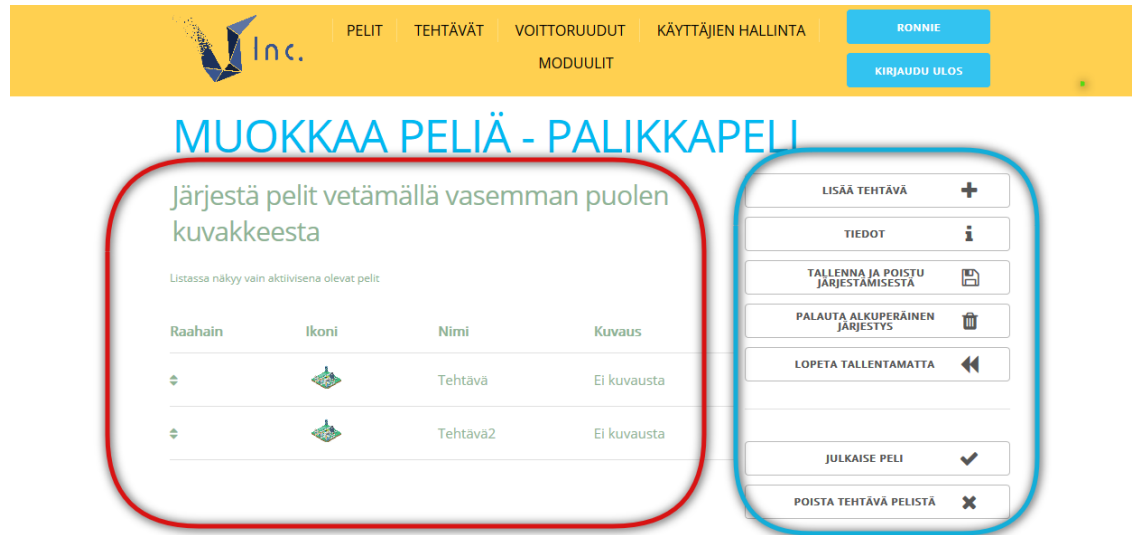 Inc.
PELIT TEHTÄVÄT VOITTORUUDUT KÄYTTÄJIEN HALLINTA
MODUULIT
RONNIE
KIRJAUDU ULOS
MUOKKAA PELIÄ - PALIKKAPELI
Järjestä pelit vetämällä vasemman puolen
kuvakkeesta
Listassa näkyy vain aktiivisena olevat pelit
Raahain Ikoni Nimi Kuvaus
Tehtävä Ei kuvausta
Tehtävä2 Ei kuvausta
LISÄÄ TEHTÄVÄ
TIEDOT
TALLENNA JA POISTU
JÄRJESTÄMISESTÄ
PALAUTA ALKUPERÄINEN
JÄRJESTYS
LOPETA TALLENTAMATTA
JULKAISE PELI
POISTA TEHTÄVÄ PELISTÄ